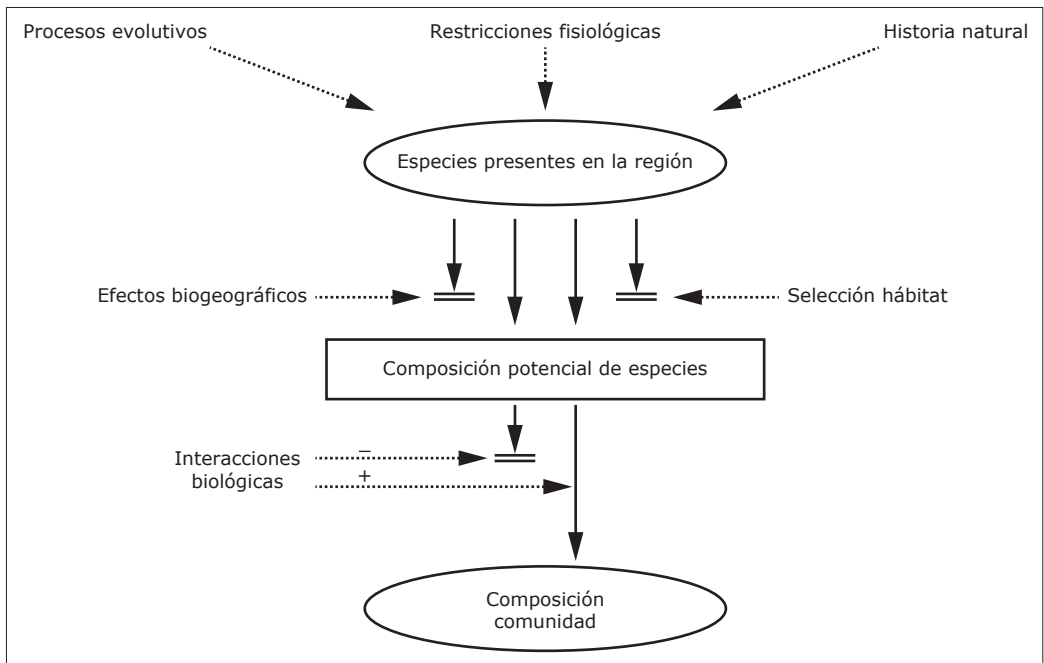 Procesos evolutivos
Restricciones fisiológicas
Historia natural
Especies presentes en la región
Efectos biogeográficos
Selección hábitat
Composición potencial de especies
Interacciones
biológicas
–
+
Composición
comunidad